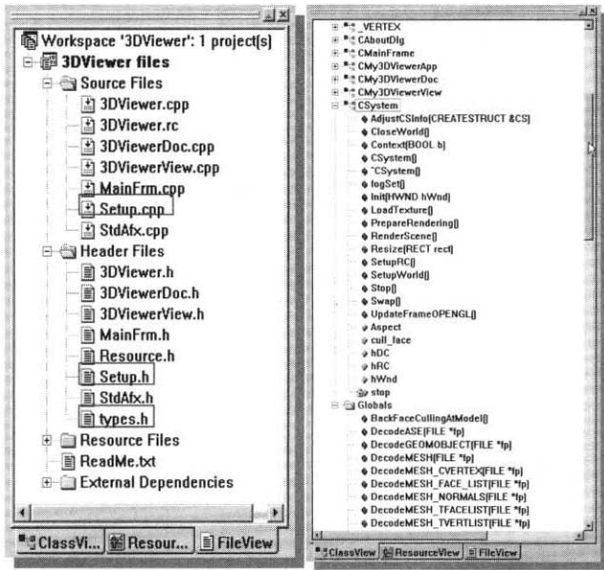 Workspace '3DViewer': 1 project(s)
3DViewer files
Source Files
3DViewer.cpp
3DViewer.rc
3DViewerDoc.cpp
3DViewerView.cpp
MainFrm.cpp
Setup.cpp
StdAfx.cpp
Header Files
3DViewer.h
3DViewerDoc.h
3DViewerView.h
MainFrm.h
Resource.h
Setup.h
StdAfx.h
types.h
Resource Files
ReadMe.txt
External Dependencies
ClassVi... Resour... FileView
_VERTEX
CAboutDlg
CMainFrame
CMy3DViewerApp
CMy3DViewerDoc
CMy3DViewerView
CSystem
AdjustCSInfo(CREATESTRUCT &CS)
CloseWorld()
Context(BOOL b)
CSystem()
~CSystem()
fogSet()
Init(HWND hWnd)
LoadTexture()
PrepareRendering()
RenderScene()
Resize(RECT rect)
SetupRC()
SetupWorld()
Stop()
Swap()
UpdateFrameOPENGL()
Aspect
cull_face
hDC
hRC
hWnd
stop
Globals
BackFaceCullingAtModel()
DecodeASE(FILE *fp)
DecodeGEOMOBJECT(FILE *fp)
DecodeMESH(FILE *fp)
DecodeMESH_CVERTEX(FILE *fp)
DecodeMESH_FACE_LIST(FILE *fp)
DecodeMESH_NORMALS(FILE *fp)
DecodeMESH_TFACELIST(FILE *fp)
DecodeMESH_TVERTLIST(FILE *fp)
ClassView ResourceView FileView